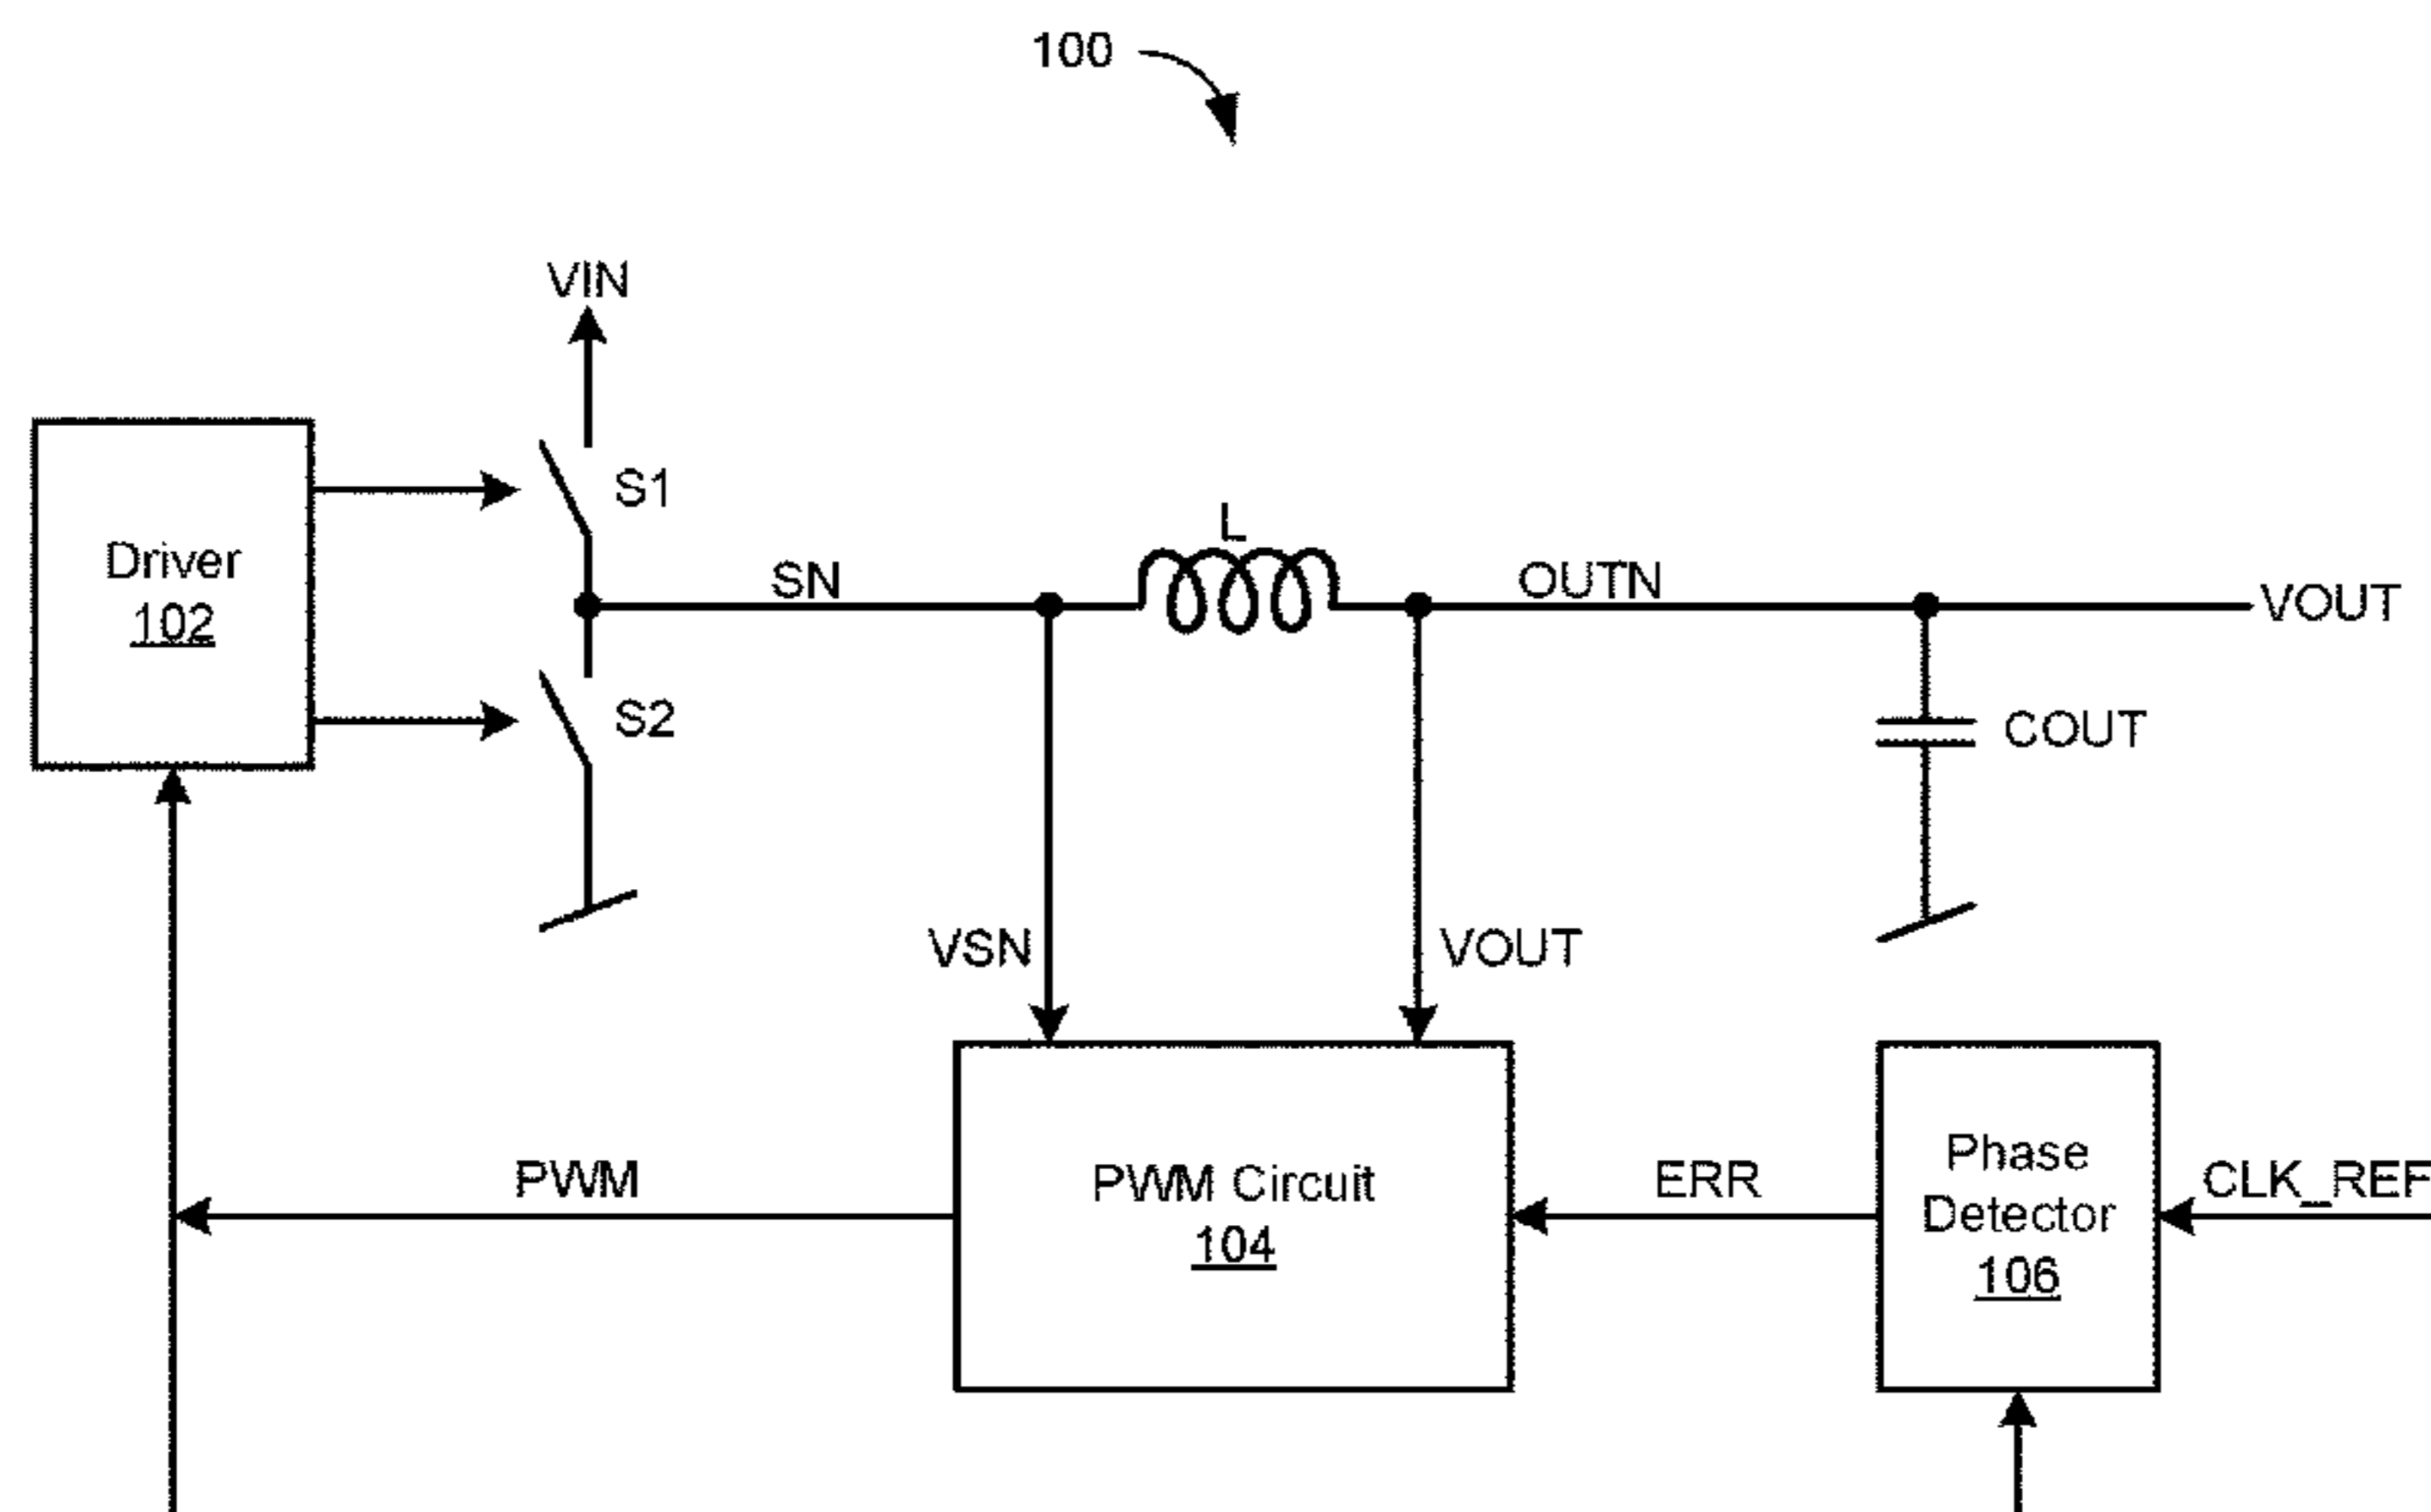 100
VIN
S1
Driver
102
L
SN
OUTN
VOUT
S2
COUT
VSN
VOUT
PWM
PWM Circuit
104
ERR
Phase
Detector
106
CLK_REF